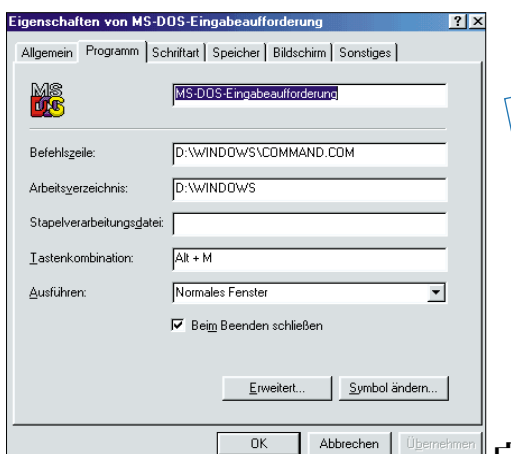 Eigenschaften von MS-DOS-Eingabeaufforderung
Allgemein Programm Schriftart Speicher Bildschirm Sonstiges
MS DOS
MS-DOS-Eingabeaufforderung
Befehlszeile: D:\WINDOWS\COMMAND.COM
Arbeitsverzeichnis: D:\WINDOWS
Stapelverarbeitungsdatei:
Tastenkombination: Alt + M
Ausführen: Normales Fenster
Beim Beenden schließen
Erweitert... Symbol ändern...
OK Abbrechen Übernehmen